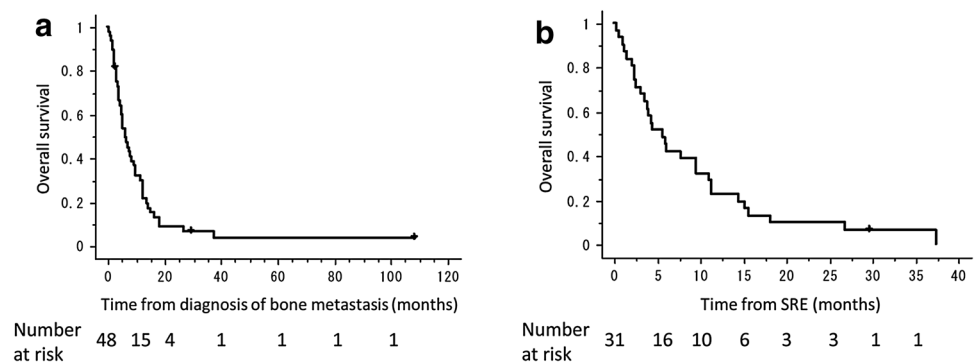 a
Overall survival
1
0.8
0.6
0.4
0.2
0
0 20 40 60 80 100 120
Time from diagnosis of bone metastasis (months)
Number at risk
48 15 4 1 1 1 1
b
Overall survival
1
0.8
0.6
0.4
0.2
0
0 5 10 15 20 25 30 35 40
Time from SRE (months)
Number at risk
31 16 10 6 3 3 1 1